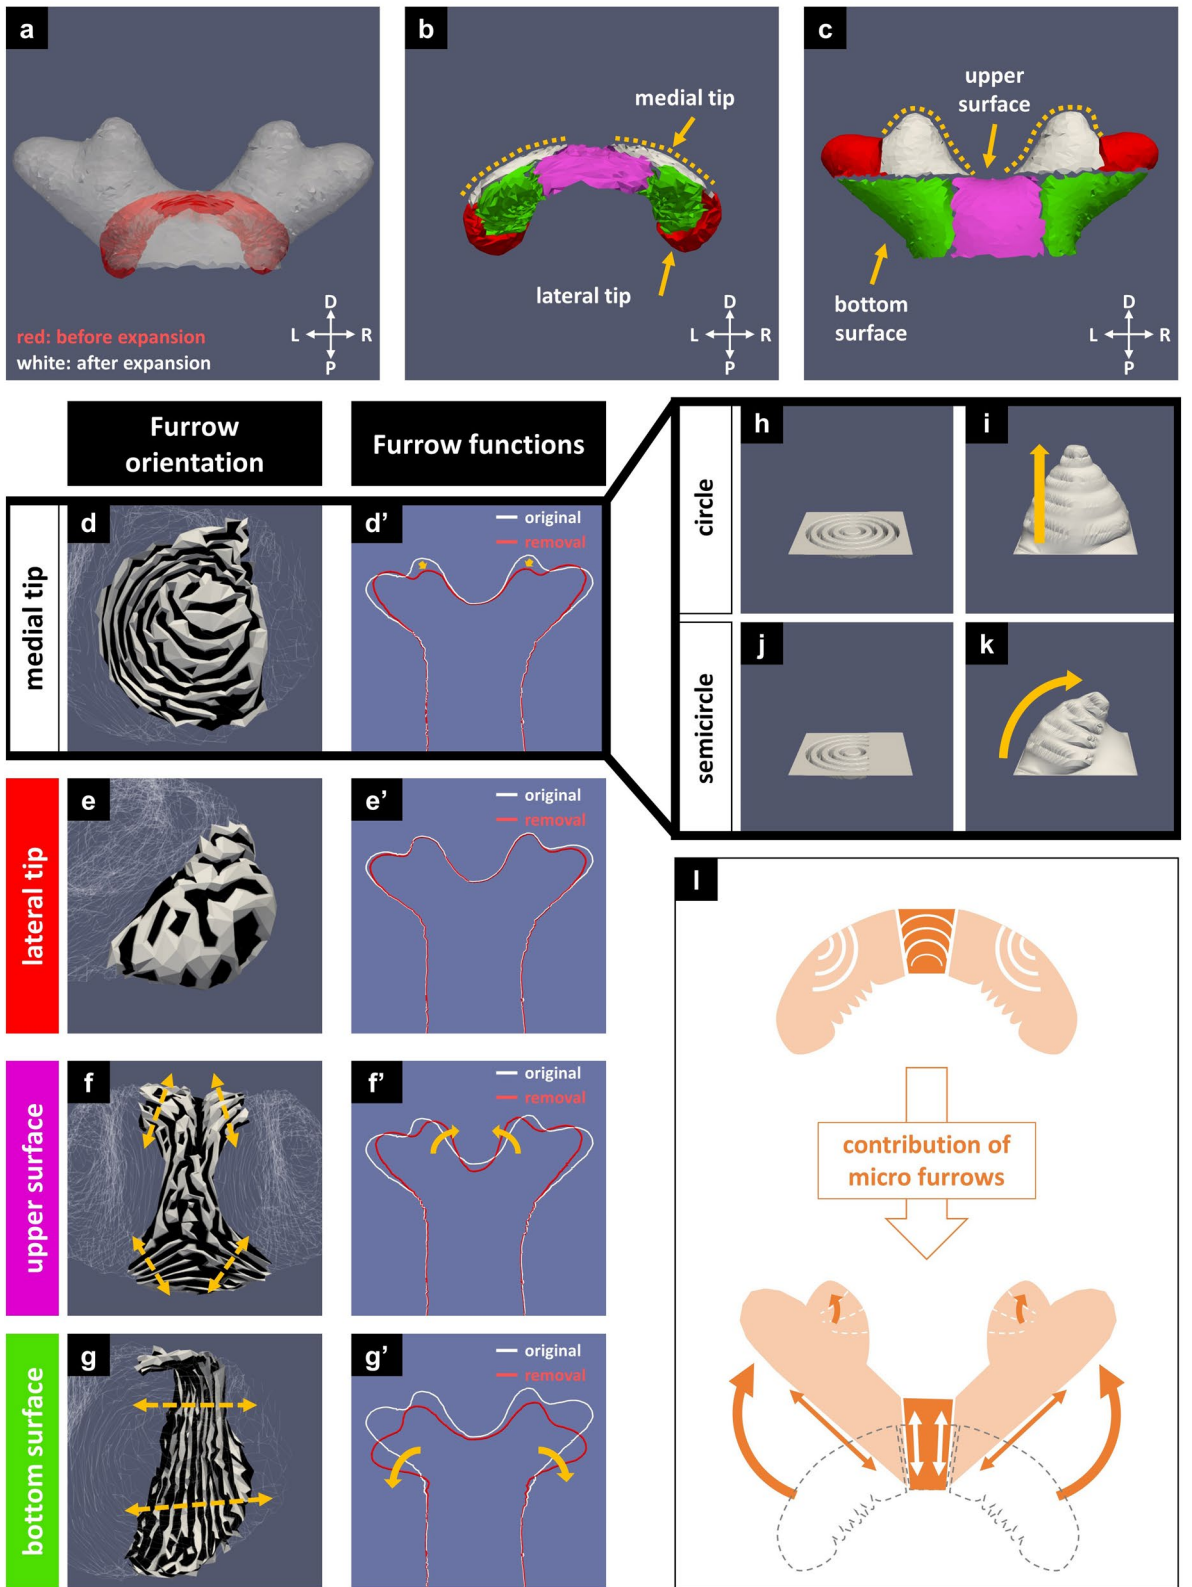 a
red: before expansion
white: after expansion
D
L
R
P
b
medial tip
lateral tip
D
L
R
P
c
upper
surface
bottom
surface
D
L
R
P
Furrow
orientation
Furrow functions
medial tip
d
d’
original
removal
circle
h
i
semicircle
j
k
lateral tip
e
e’
original
removal
upper surface
f
f’
original
removal
bottom surface
g
g’
original
removal
l
contribution of
micro furrows